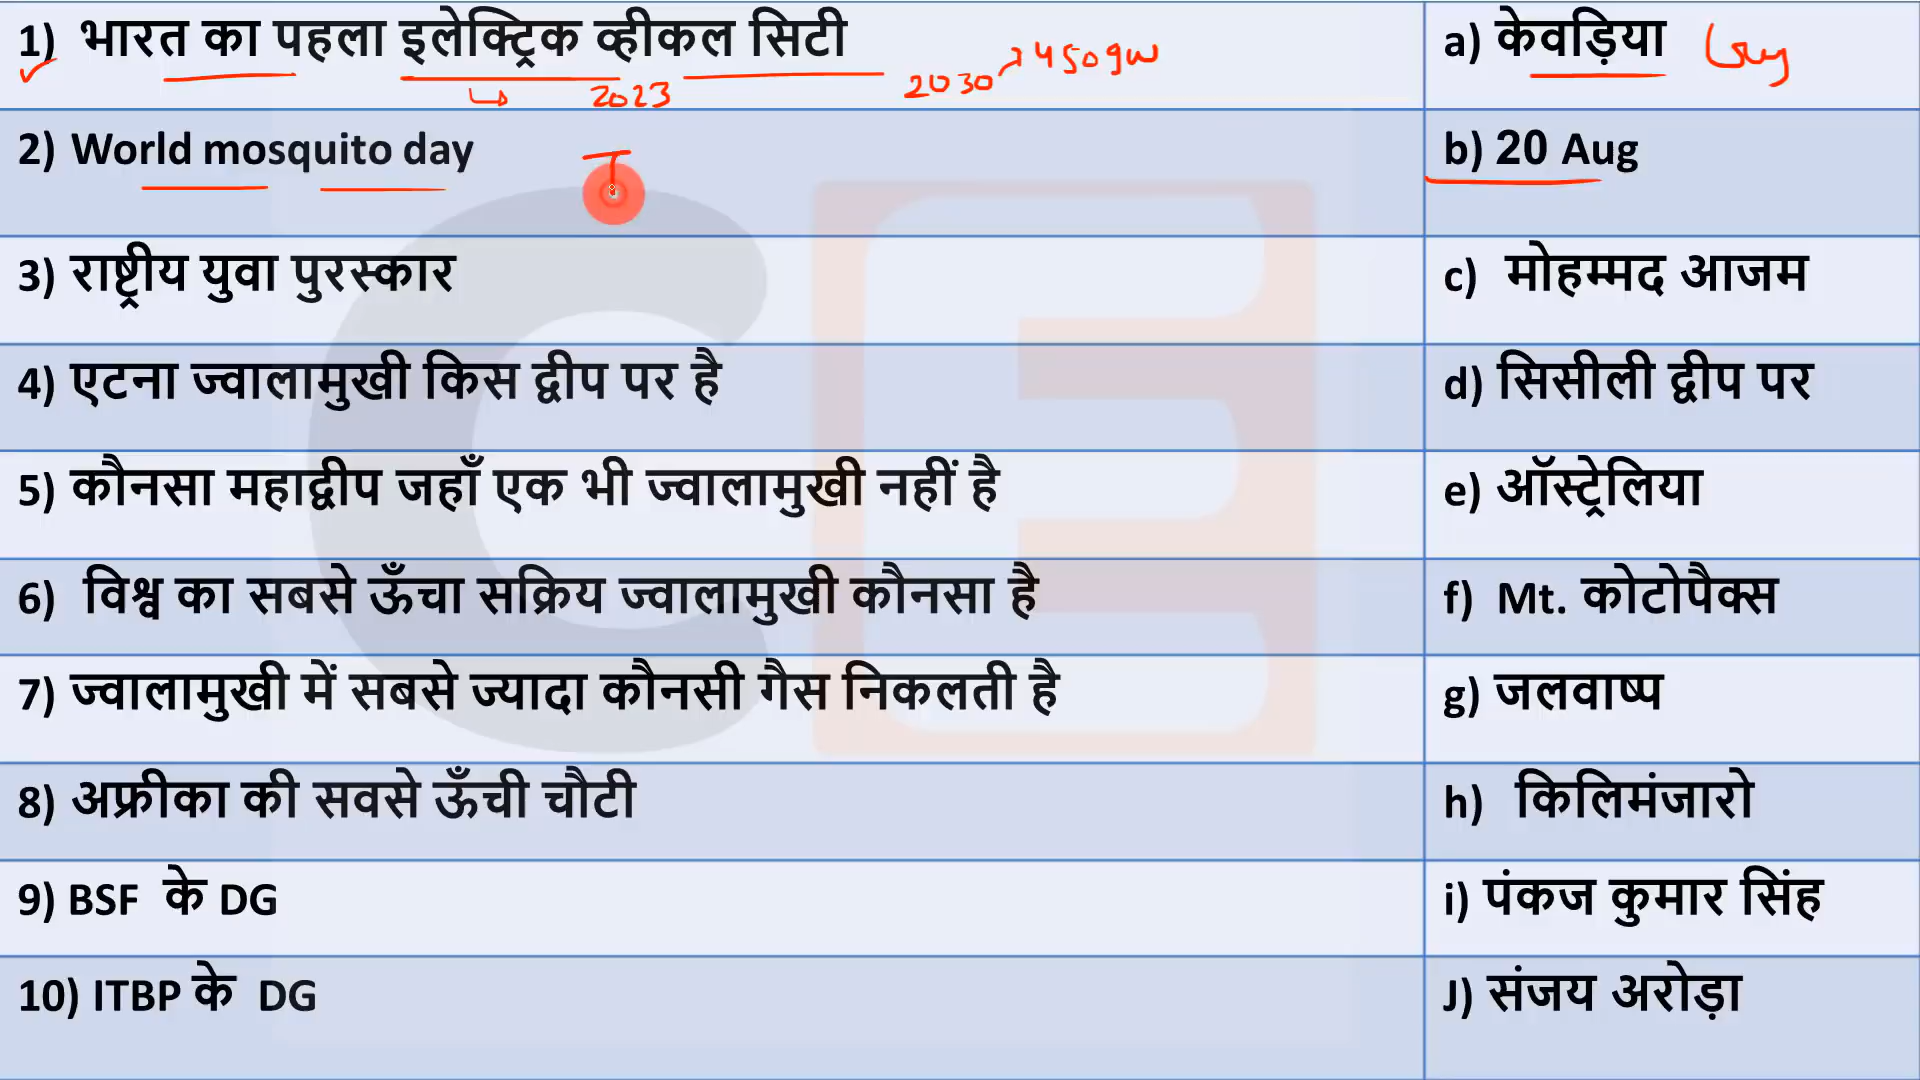 1) भारत का पहला इलेक्ट्रिक व्हीकल सिटी
a) केवड़िया
2023
2030 → 450gw
2) World mosquito day
b) 20 Aug
3) राष्ट्रीय युवा पुरस्कार
c) मोहम्मद आजम
4) एटना ज्वालामुखी किस द्वीप पर है
d) सिसीली द्वीप पर
5) कौनसा महाद्वीप जहाँ एक भी ज्वालामुखी नहीं है
e) ऑस्ट्रेलिया
6) विश्व का सबसे ऊँचा सक्रिय ज्वालामुखी कौनसा है
f) Mt. कोटोपैक्स
7) ज्वालामुखी में सबसे ज्यादा कौनसी गैस निकलती है
g) जलवाष्प
8) अफ्रीका की सवसे ऊँची चौटी
h) किलिमंजारो
9) BSF के DG
i) पंकज कुमार सिंह
10) ITBP के DG
J) संजय अरोड़ा